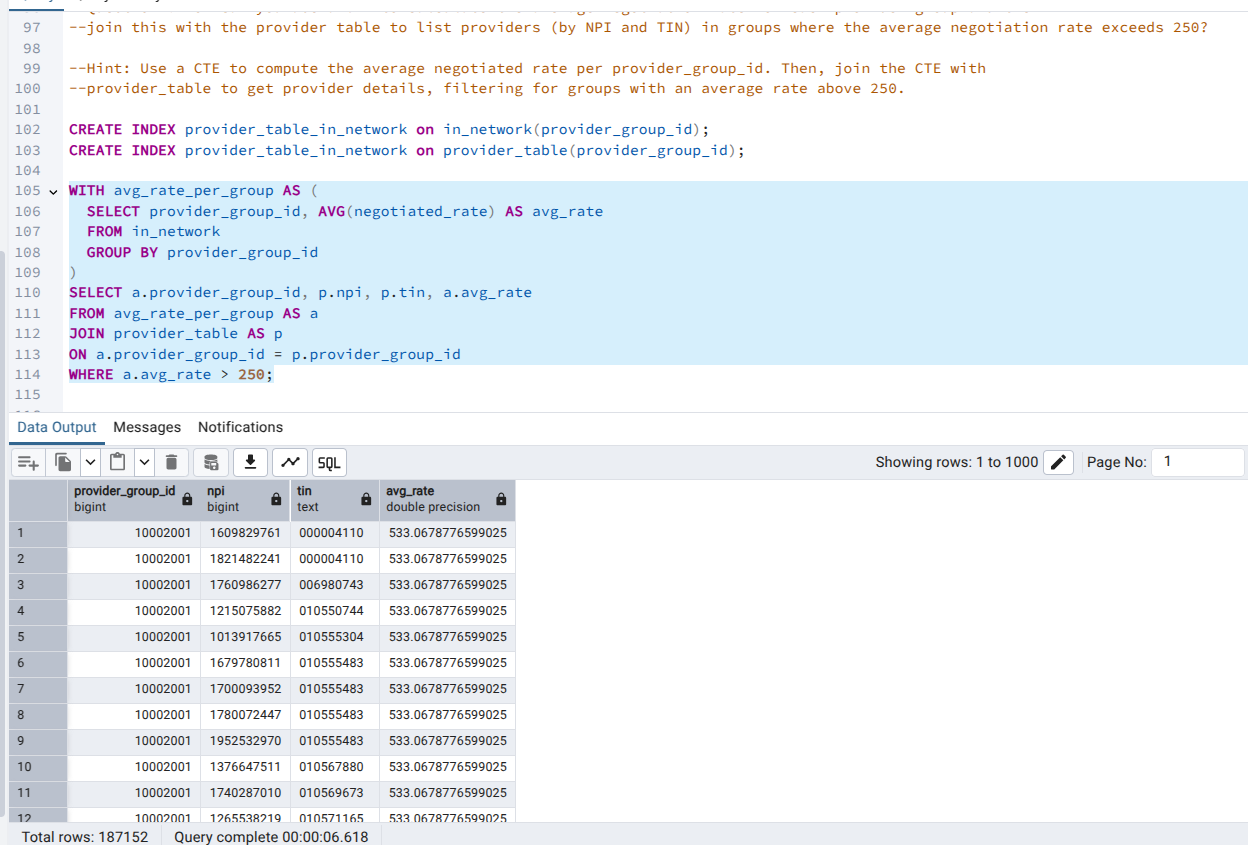 97 --join this with the provider table to list providers (by NPI and TIN) in groups where the average negotiation rate exceeds 250?
98
99 --Hint: Use a CTE to compute the average negotiated rate per provider_group_id. Then, join the CTE with
100 --provider_table to get provider details, filtering for groups with an average rate above 250.
101
102 CREATE INDEX provider_table_in_network on in_network(provider_group_id);
103 CREATE INDEX provider_table_in_network on provider_table(provider_group_id);
104
105 WITH avg_rate_per_group AS (
106 SELECT provider_group_id, AVG(negotiated_rate) AS avg_rate
107 FROM in_network
108 GROUP BY provider_group_id
109 )
110 SELECT a.provider_group_id, p.npi, p.tin, a.avg_rate
111 FROM avg_rate_per_group AS a
112 JOIN provider_table AS p
113 ON a.provider_group_id = p.provider_group_id
114 WHERE a.avg_rate > 250;
115
Data Output Messages Notifications
SQL Showing rows: 1 to 1000 Page No: 1
provider_group_id npi tin avg_rate
bigint bigint text double precision
1 10002001 1609829761 000004110 533.0678776599025
2 10002001 1821482241 000004110 533.0678776599025
3 10002001 1760986277 006980743 533.0678776599025
4 10002001 1215075882 010550744 533.0678776599025
5 10002001 1013917665 010555304 533.0678776599025
6 10002001 1679780811 010555483 533.0678776599025
7 10002001 1700093952 010555483 533.0678776599025
8 10002001 1780072447 010555483 533.0678776599025
9 10002001 1952532970 010555483 533.0678776599025
10 10002001 1376647511 010567880 533.0678776599025
11 10002001 1740287010 010569673 533.0678776599025
12 10002001 1265538219 010571165 533.0678776599025
Total rows: 187152 Query complete 00:00:06.618